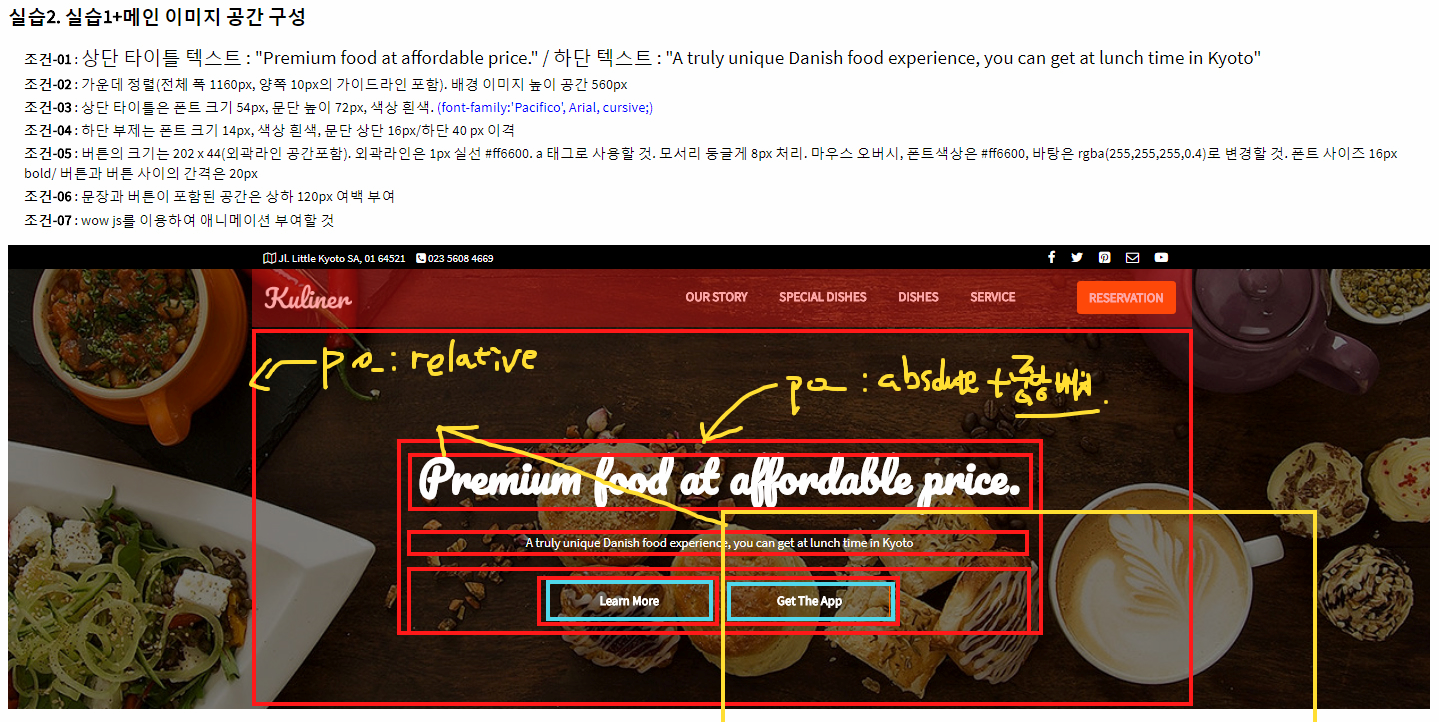 실습2. 실습1+메인 이미지 공간 구성
조건-01 : 상단 타이틀 텍스트 : "Premium food at affordable price." / 하단 텍스트 : "A truly unique Danish food experience, you can get at lunch time in Kyoto"
조건-02 : 가운데 정렬(전체 폭 1160px, 양쪽 10px의 가이드라인 포함). 배경 이미지 높이 공간 560px
조건-03 : 상단 타이틀은 폰트 크기 54px, 문단 높이 72px, 색상 흰색. (font-family:'Pacifico', Arial, cursive;)
조건-04 : 하단 부제는 폰트 크기 14px, 색상 흰색, 문단 상단 16px/하단 40 px 이격
조건-05 : 버튼의 크기는 202 x 44(외곽라인 공간포함). 외곽라인은 1px 실선 #ff6600. a 태그로 사용할 것. 모서리 둥글게 8px 처리. 마우스 오버시, 폰트색상은 #ff6600, 바탕은 rgba(255,255,255,0.4)로 변경할 것. 폰트 사이즈 16px
bold/ 버튼과 버튼 사이의 간격은 20px
조건-06 : 문장과 버튼이 포함된 공간은 상하 120px 여백 부여
조건-07 : wow js를 이용하여 애니메이션 부여할 것
Jl. Little Kyoto SA, 01 64521 023 5608 4669
Kuliner OUR STORY SPECIAL DISHES DISHES SERVICE RESERVATION
: relative
: absolute +
Premium food at affordable price.
A truly unique Danish food experience, you can get at lunch time in Kyoto
Learn More Get The App